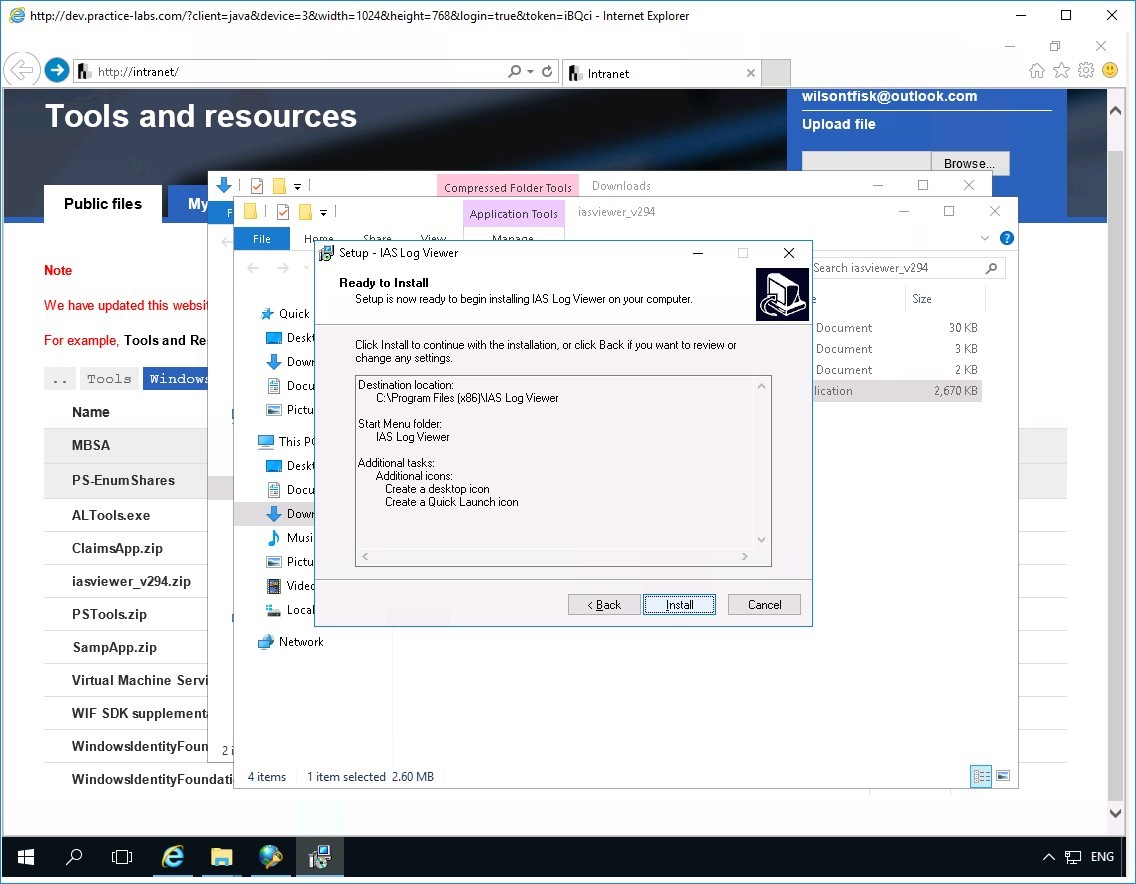 http://dev.practice-labs.com/?client=java&device=3&width=1024&height=768&login=true&token=iBQci - Internet Explorer
http://intranet/
Intranet
Tools and resources
wilsontfisk@outlook.com
Upload file
Browse...
Public files
My
Compressed Folder Tools
Downloads
Application Tools
iasviewer_v294
File
Home
Share
View
Manage
Search iasviewer_v294
Size
Document 30 KB
Document 3 KB
Document 2 KB
lication 2,670 KB
Note
We have updated this websit
For example, Tools and Re
..
Tools
Windows
Name
MBSA
PS-EnumShares
ALTools.exe
ClaimsApp.zip
iasviewer_v294.zip
PSTools.zip
SampApp.zip
Virtual Machine Servi
WIF SDK supplementa
WindowsIdentityFoun
WindowsIdentityFoundati
Quick
Deskt
Down
Docu
Pictu
This PC
Deskt
Docu
Down
Musi
Pictu
Video
Local
Network
Setup - IAS Log Viewer
Ready to Install
Setup is now ready to begin installing IAS Log Viewer on your computer.
Click Install to continue with the installation, or click Back if you want to review or
change any settings.
Destination location:
C:\Program Files (x86)\IAS Log Viewer
Start Menu folder:
IAS Log Viewer
Additional tasks:
Additional icons:
Create a desktop icon
Create a Quick Launch icon
< Back
Install
Cancel
2 i
4 items
1 item selected 2.60 MB
ENG